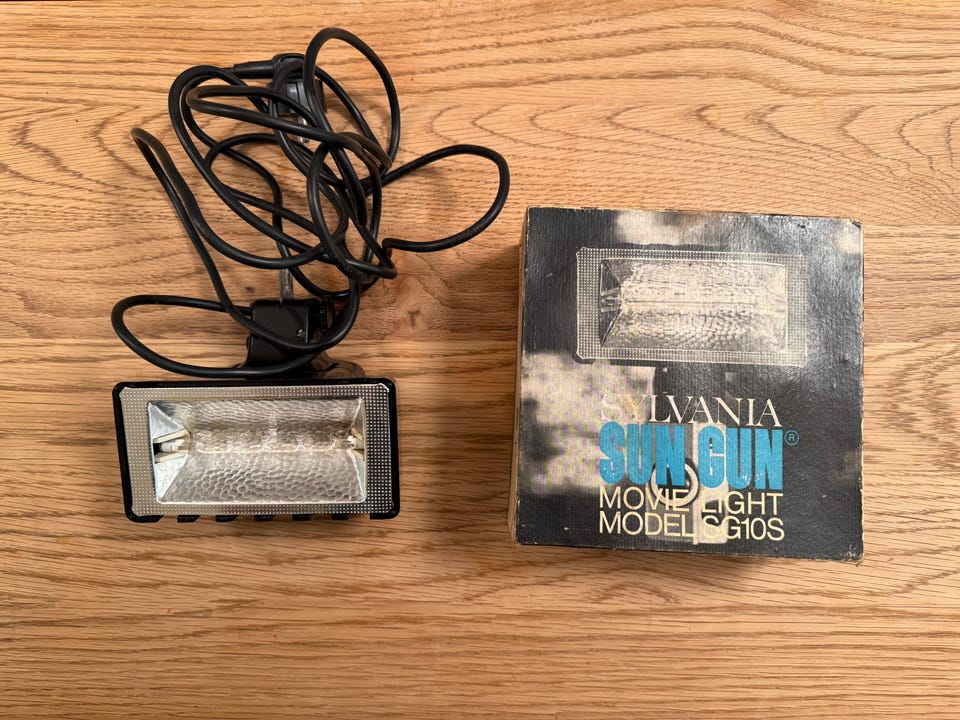 SYLVANIA
SUN GUN®
MOVIE LIGHT
MODEL SG10S